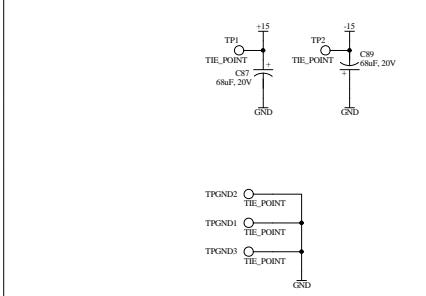 +15
TP1
TIE_POINT
+
C87
68uF, 20V
GND
-15
TP2
TIE_POINT
C89
68uF, 20V
+
GND
TPGND2
TIE_POINT
TPGND1
TIE_POINT
TPGND3
TIE_POINT
GND